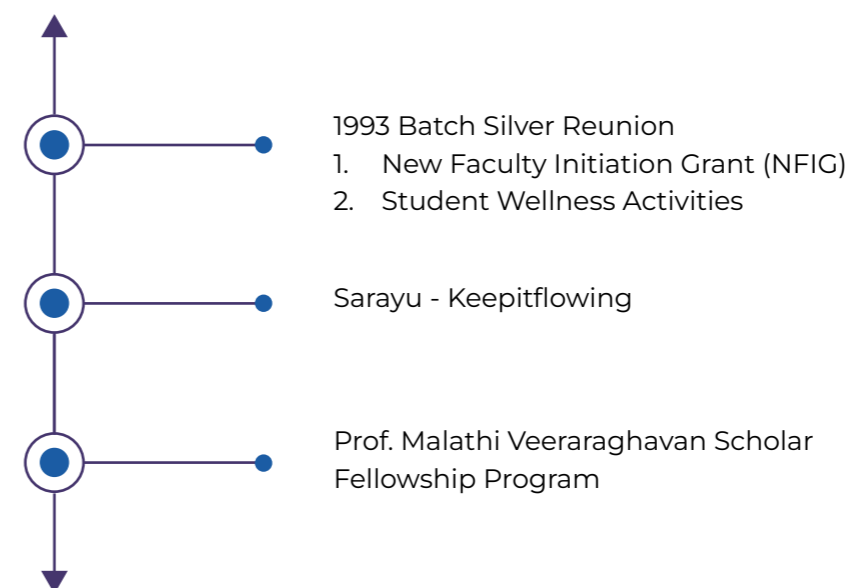 1993 Batch Silver Reunion
1. New Faculty Initiation Grant (NFIG)
2. Student Wellness Activities
Sarayu - Keepitflowing
Prof. Malathi Veeraraghavan Scholar
Fellowship Program